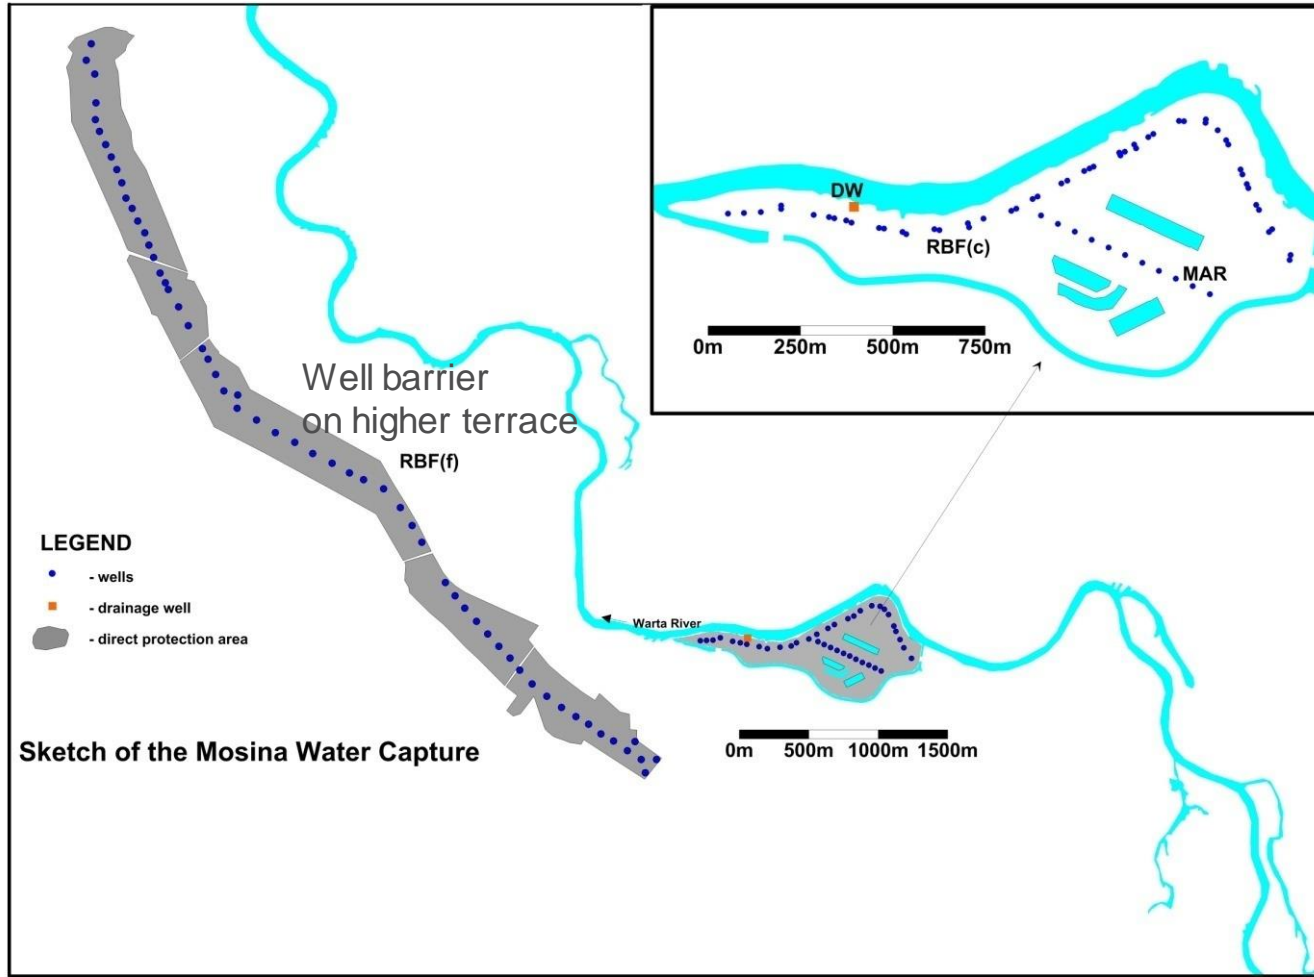 DW
RBF(c)
MAR
0m 250m 500m 750m
Well barrier
on higher terrace
RBF(f)
LEGEND
- wells
- drainage well
- direct protection area
Warta River
Sketch of the Mosina Water Capture
0m 500m 1000m 1500m